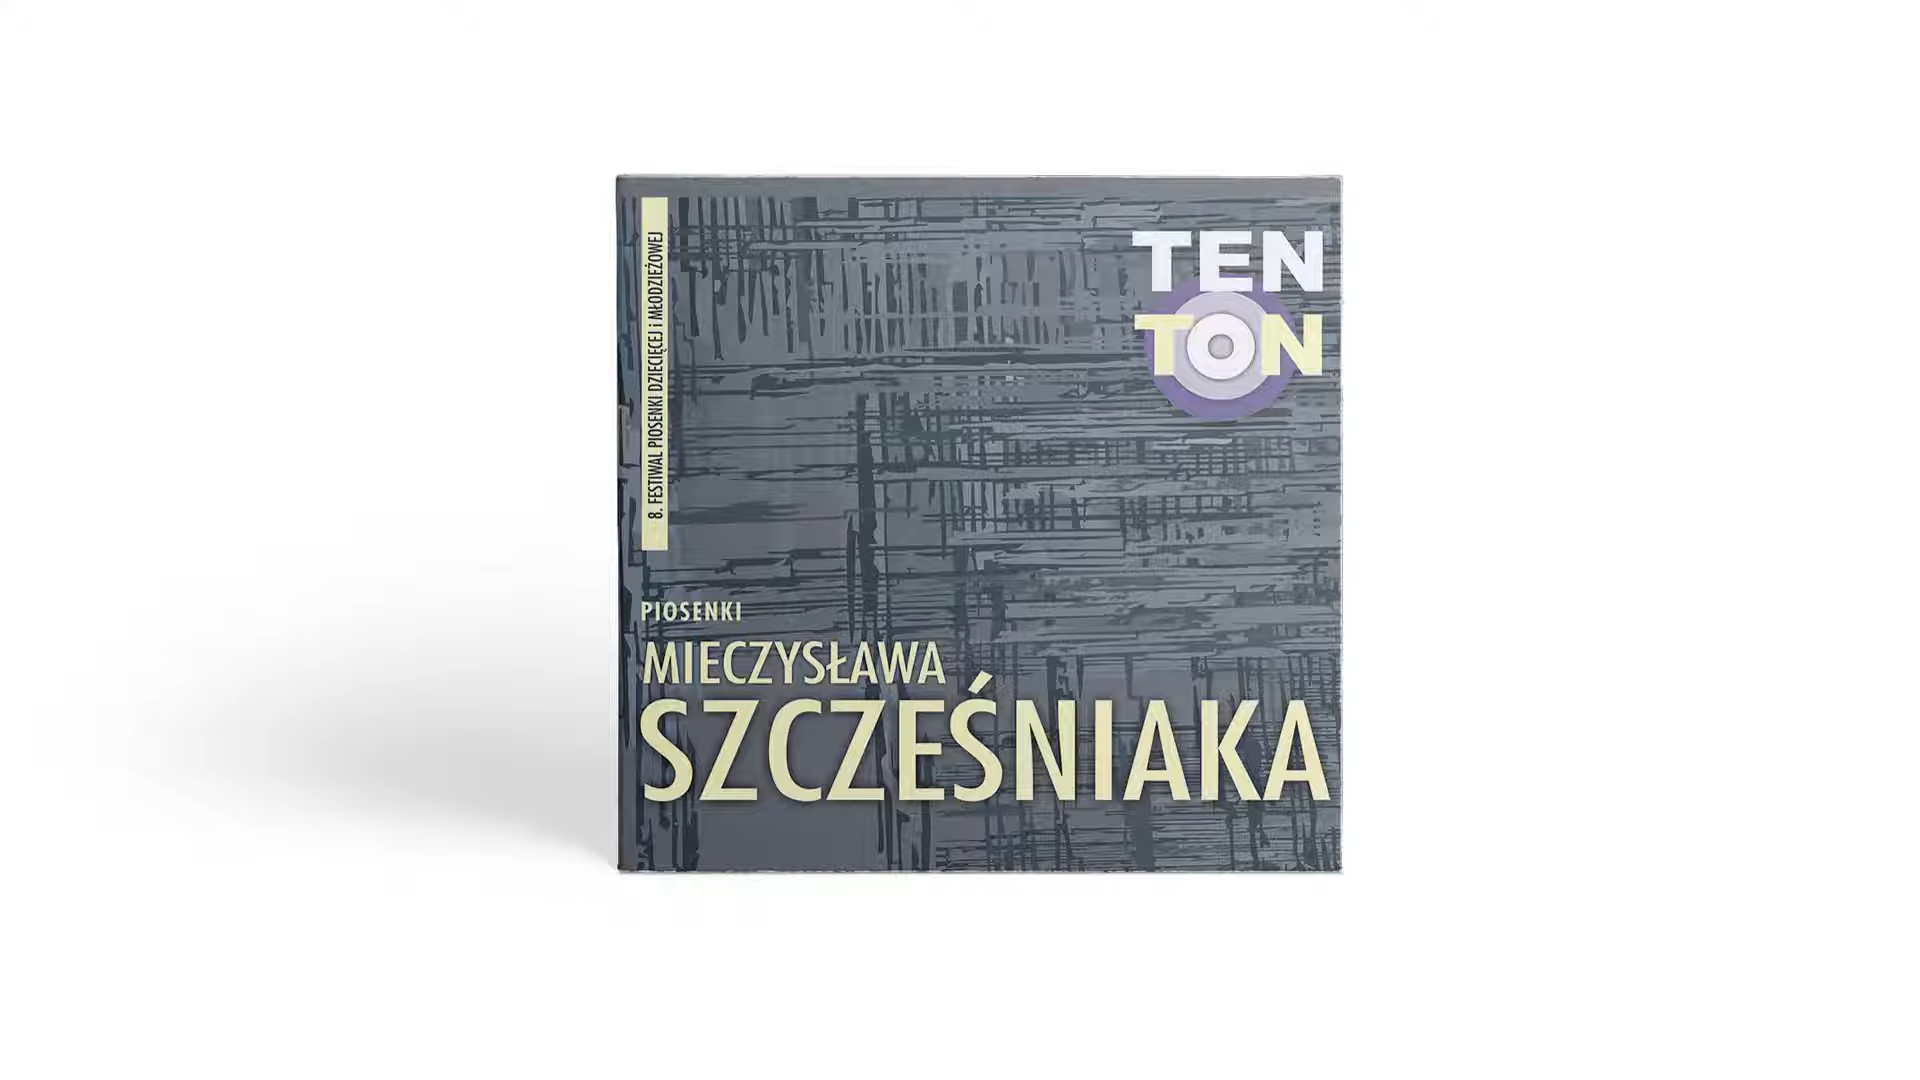 8. FESTIWAL PIOSENKI DZIECIĘCEJ i MŁODZIEŻOWEJ
TEN
TON
PIOSENKI
MIECZYSŁAWA
SZCZEŚNIAKA